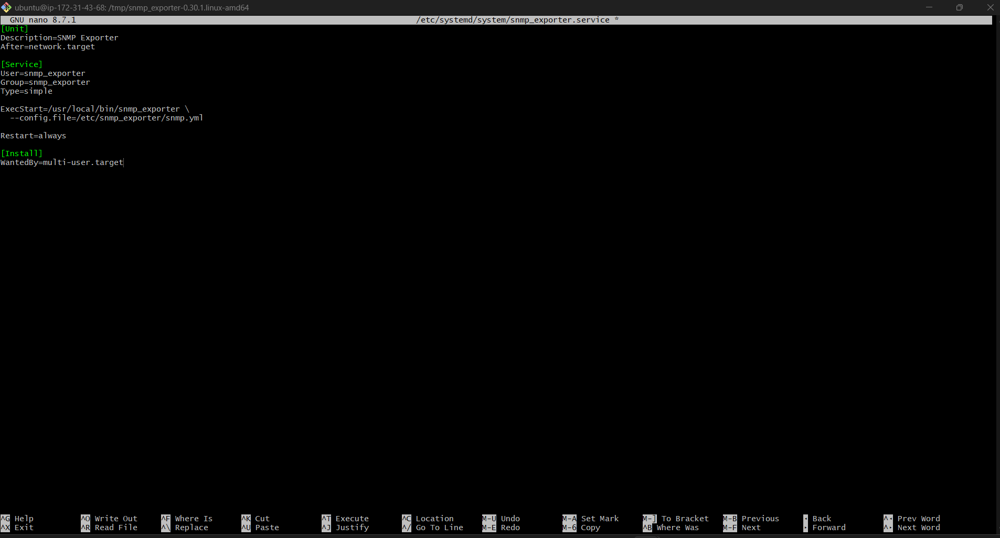 ubuntu@ip-172-31-43-68: /tmp/snmp_exporter-0.30.1.linux-amd64
GNU nano 8.7.1 /etc/systemd/system/snmp_exporter.service *
[Unit]
Description=SNMP Exporter
After=network.target
[Service]
User=snmp_exporter
Group=snmp_exporter
Type=simple
ExecStart=/usr/local/bin/snmp_exporter \
--config.file=/etc/snmp_exporter/snmp.yml
Restart=always
[Install]
WantedBy=multi-user.target
^G Help ^O Write Out ^F Where Is ^K Cut ^T Execute ^C Location M-U Undo M-A Set Mark M-] To Bracket M-B Previous ◂ Back ^◂ Prev Word
^X Exit ^R Read File ^\ Replace ^U Paste ^J Justify ^/ Go To Line M-E Redo M-6 Copy ^B Where Was M-F Next ▸ Forward ^▸ Next Word